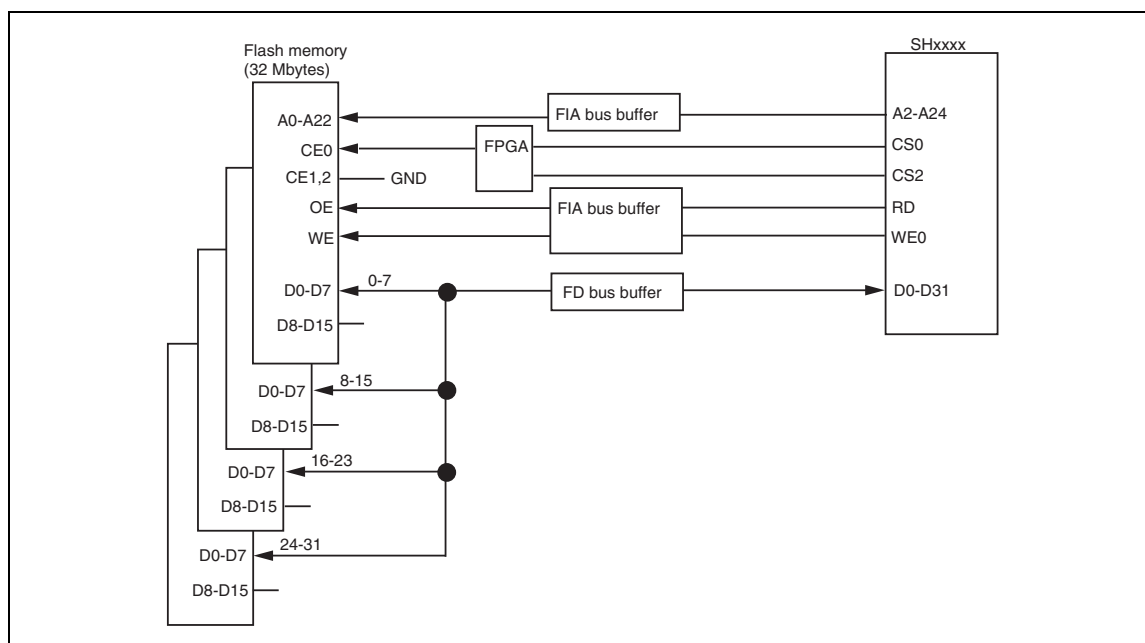 SHxxxx
Flash memory
(32 Mbytes)
A0-A22
FIA bus buffer
A2-A24
CE0
FPGA
CS0
CE1,2
GND
CS2
OE
FIA bus buffer
RD
WE
WE0
D0-D7
0-7
FD bus buffer
D0-D31
D8-D15
D0-D7
8-15
D8-D15
D0-D7
16-23
D8-D15
D0-D7
24-31
D8-D15